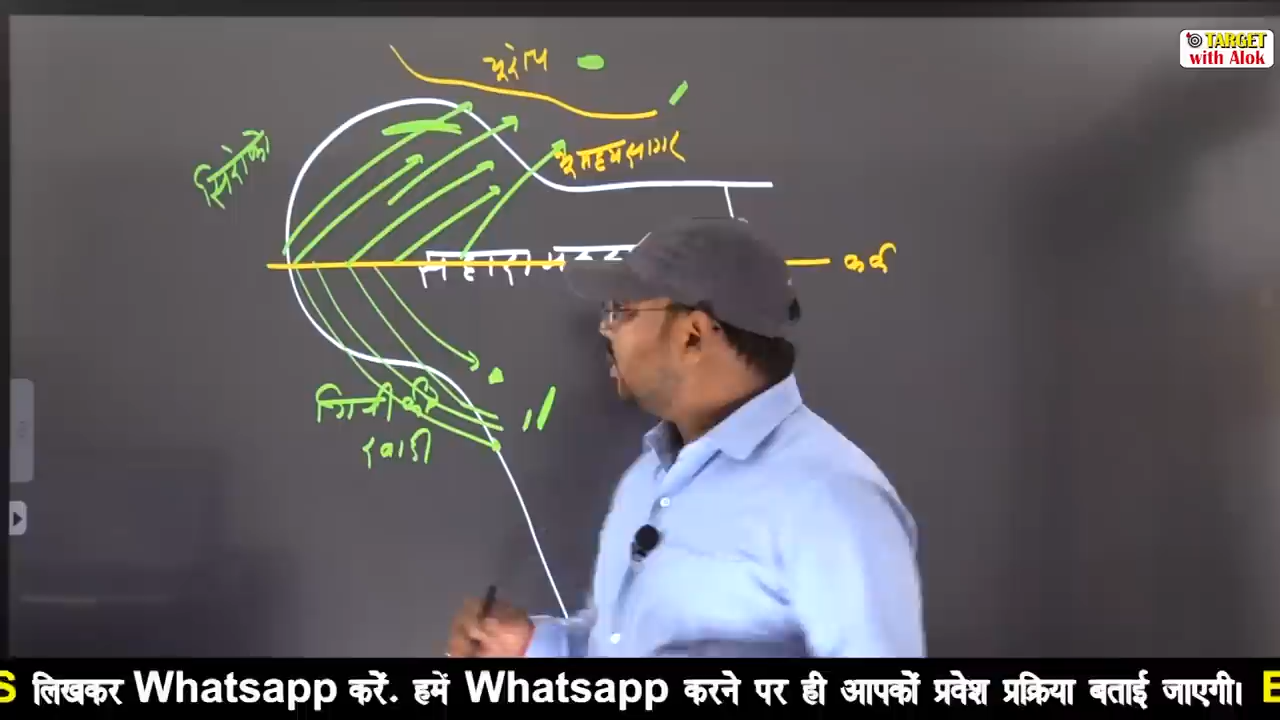 TARGET
with Alok
यूरोप
भूमध्यसागर
सिरोको
सहारा
कर्क
गिनी की
खाड़ी
S लिखकर Whatsapp करें. हमें Whatsapp करने पर ही आपकों प्रवेश प्रक्रिया बताई जाएगी। E